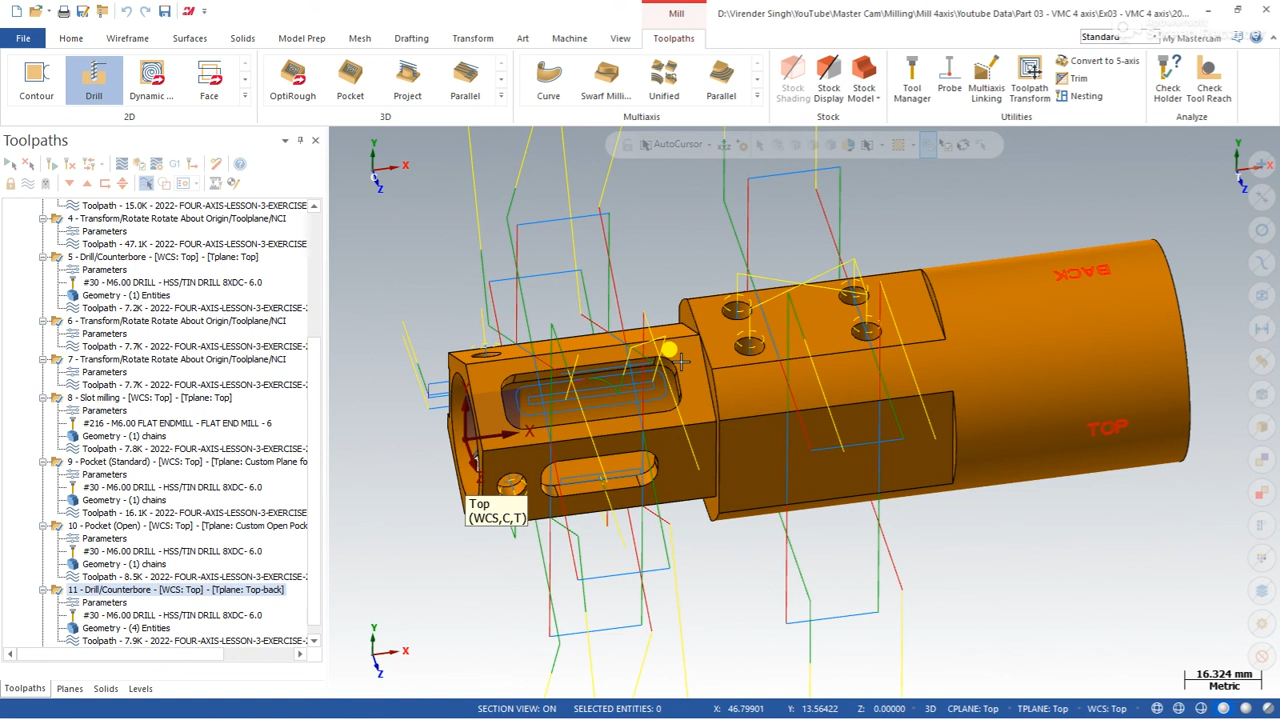 Mill
D:\Virender Singh\YouTube\Master Cam\Milling\Mill 4axis\Youtube Data\Part 03 - VMC 4 axis\Ex03 - VMC 4 axis\20...
File Home Wireframe Surfaces Solids Model Prep Mesh Drafting Transform Art Machine View Toolpaths
Standard
My Mastercam
Contour Drill Dynamic ... Face
2D
OptiRough Pocket Project Parallel
3D
Curve Swarf Milli... Unified Parallel
Multiaxis
Stock Shading
Stock Display
Stock Model
Stock
Tool Manager
Probe
Multiaxis Linking
Toolpath Transform
Convert to 5-axis
Trim
Nesting
Utilities
Check Holder
Check Tool Reach
Analyze
Toolpaths
G1
AutoCursor
Toolpath - 15.0K - 2022- FOUR-AXIS-LESSON-3-EXERCISE
4 - Transform/Rotate Rotate About Origin/Toolplane/NCI
Parameters
Toolpath - 47.1K - 2022- FOUR-AXIS-LESSON-3-EXERCISE
5 - Drill/Counterbore - [WCS: Top] - [Tplane: Top]
Parameters
#30 - M6.00 DRILL - HSS/TIN DRILL 8XDC- 6.0
Geometry - (1) Entities
Toolpath - 7.2K - 2022- FOUR-AXIS-LESSON-3-EXERCISE-
6 - Transform/Rotate Rotate About Origin/Toolplane/NCI
Parameters
Toolpath - 7.7K - 2022- FOUR-AXIS-LESSON-3-EXERCISE-
7 - Transform/Rotate Rotate About Origin/Toolplane/NCI
Parameters
Toolpath - 7.7K - 2022- FOUR-AXIS-LESSON-3-EXERCISE-
8 - Slot milling - [WCS: Top] - [Tplane: Top]
Parameters
#216 - M6.00 FLAT ENDMILL - FLAT END MILL - 6
Geometry - (1) chains
Toolpath - 7.8K - 2022- FOUR-AXIS-LESSON-3-EXERCISE-
9 - Pocket (Standard) - [WCS: Top] - [Tplane: Custom Plane fo
Parameters
#30 - M6.00 DRILL - HSS/TIN DRILL 8XDC- 6.0
Geometry - (1) chains
Toolpath - 7.9K - 2022- FOUR-AXIS-LESSON-3-EXERCISE-
10 - Pocket (Open) - [WCS: Top] - [Tplane: Custom Open Pock
Parameters
#30 - M6.00 DRILL - HSS/TIN DRILL 8XDC- 6.0
Geometry - (1) chains
Toolpath - 8.5K - 2022- FOUR-AXIS-LESSON-3-EXERCISE-
11 - Drill/Counterbore - [WCS: Top] - [Tplane: Top-back]
Parameters
#30 - M6.00 DRILL - HSS/TIN DRILL 8XDC- 6.0
Geometry - (4) Entities
Toolpath - 7.9K - 2022- FOUR-AXIS-LESSON-3-EXERCISE-
Y X Z
Y X Z
BACK
TOP
X
Top
(WCS,C,T)
Y X Z
16.324 mm
Metric
Toolpaths Planes Solids Levels
SECTION VIEW: ON SELECTED ENTITIES: 0 X: 46.79901 Y: 13.56422 Z: 0.00000 3D CPLANE: Top TPLANE: Top WCS: Top